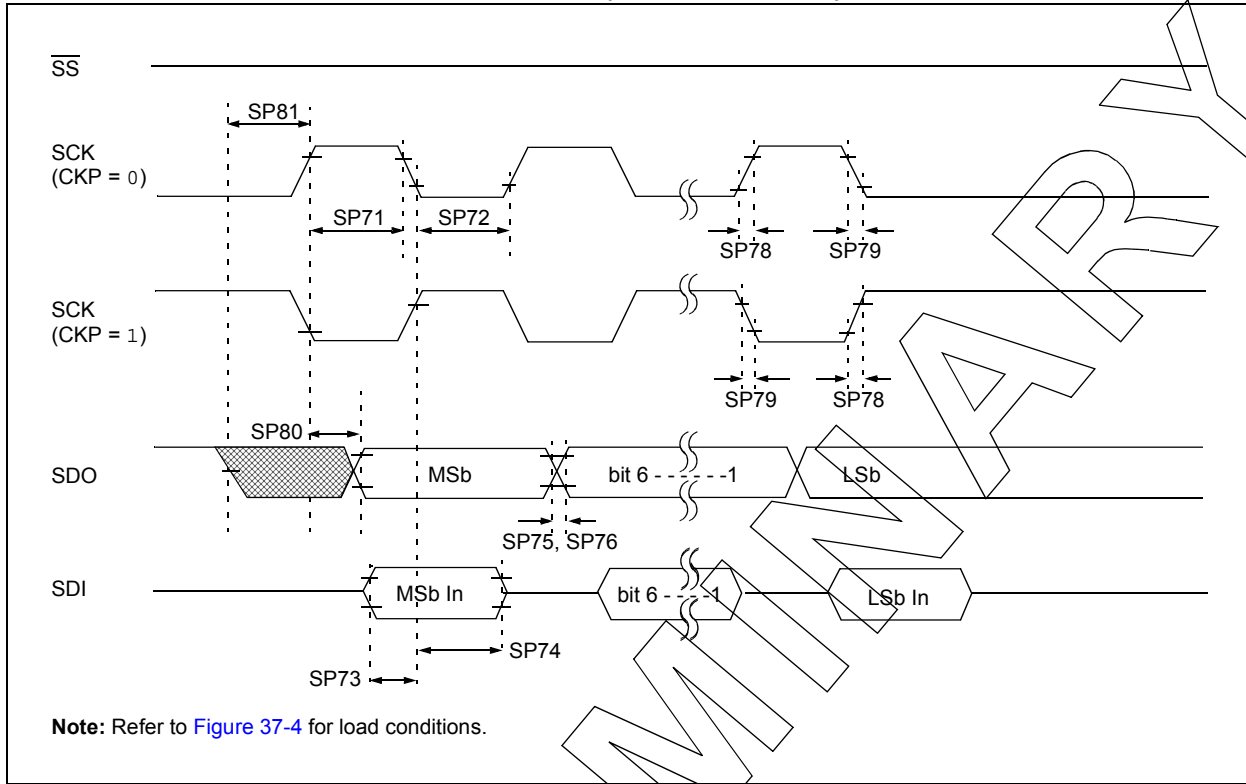 SS
SP81
SCK
(CKP = 0)
SP71
SP72
SP78
SP79
SCK
(CKP = 1)
SP79
SP78
SP80
SDO
MSb
bit 6 - - - - - -1
LSb
SP75, SP76
SDI
MSb In
bit 6 - - - - -1
LSb In
SP74
SP73
Note: Refer to Figure 37-4 for load conditions.
MINARY